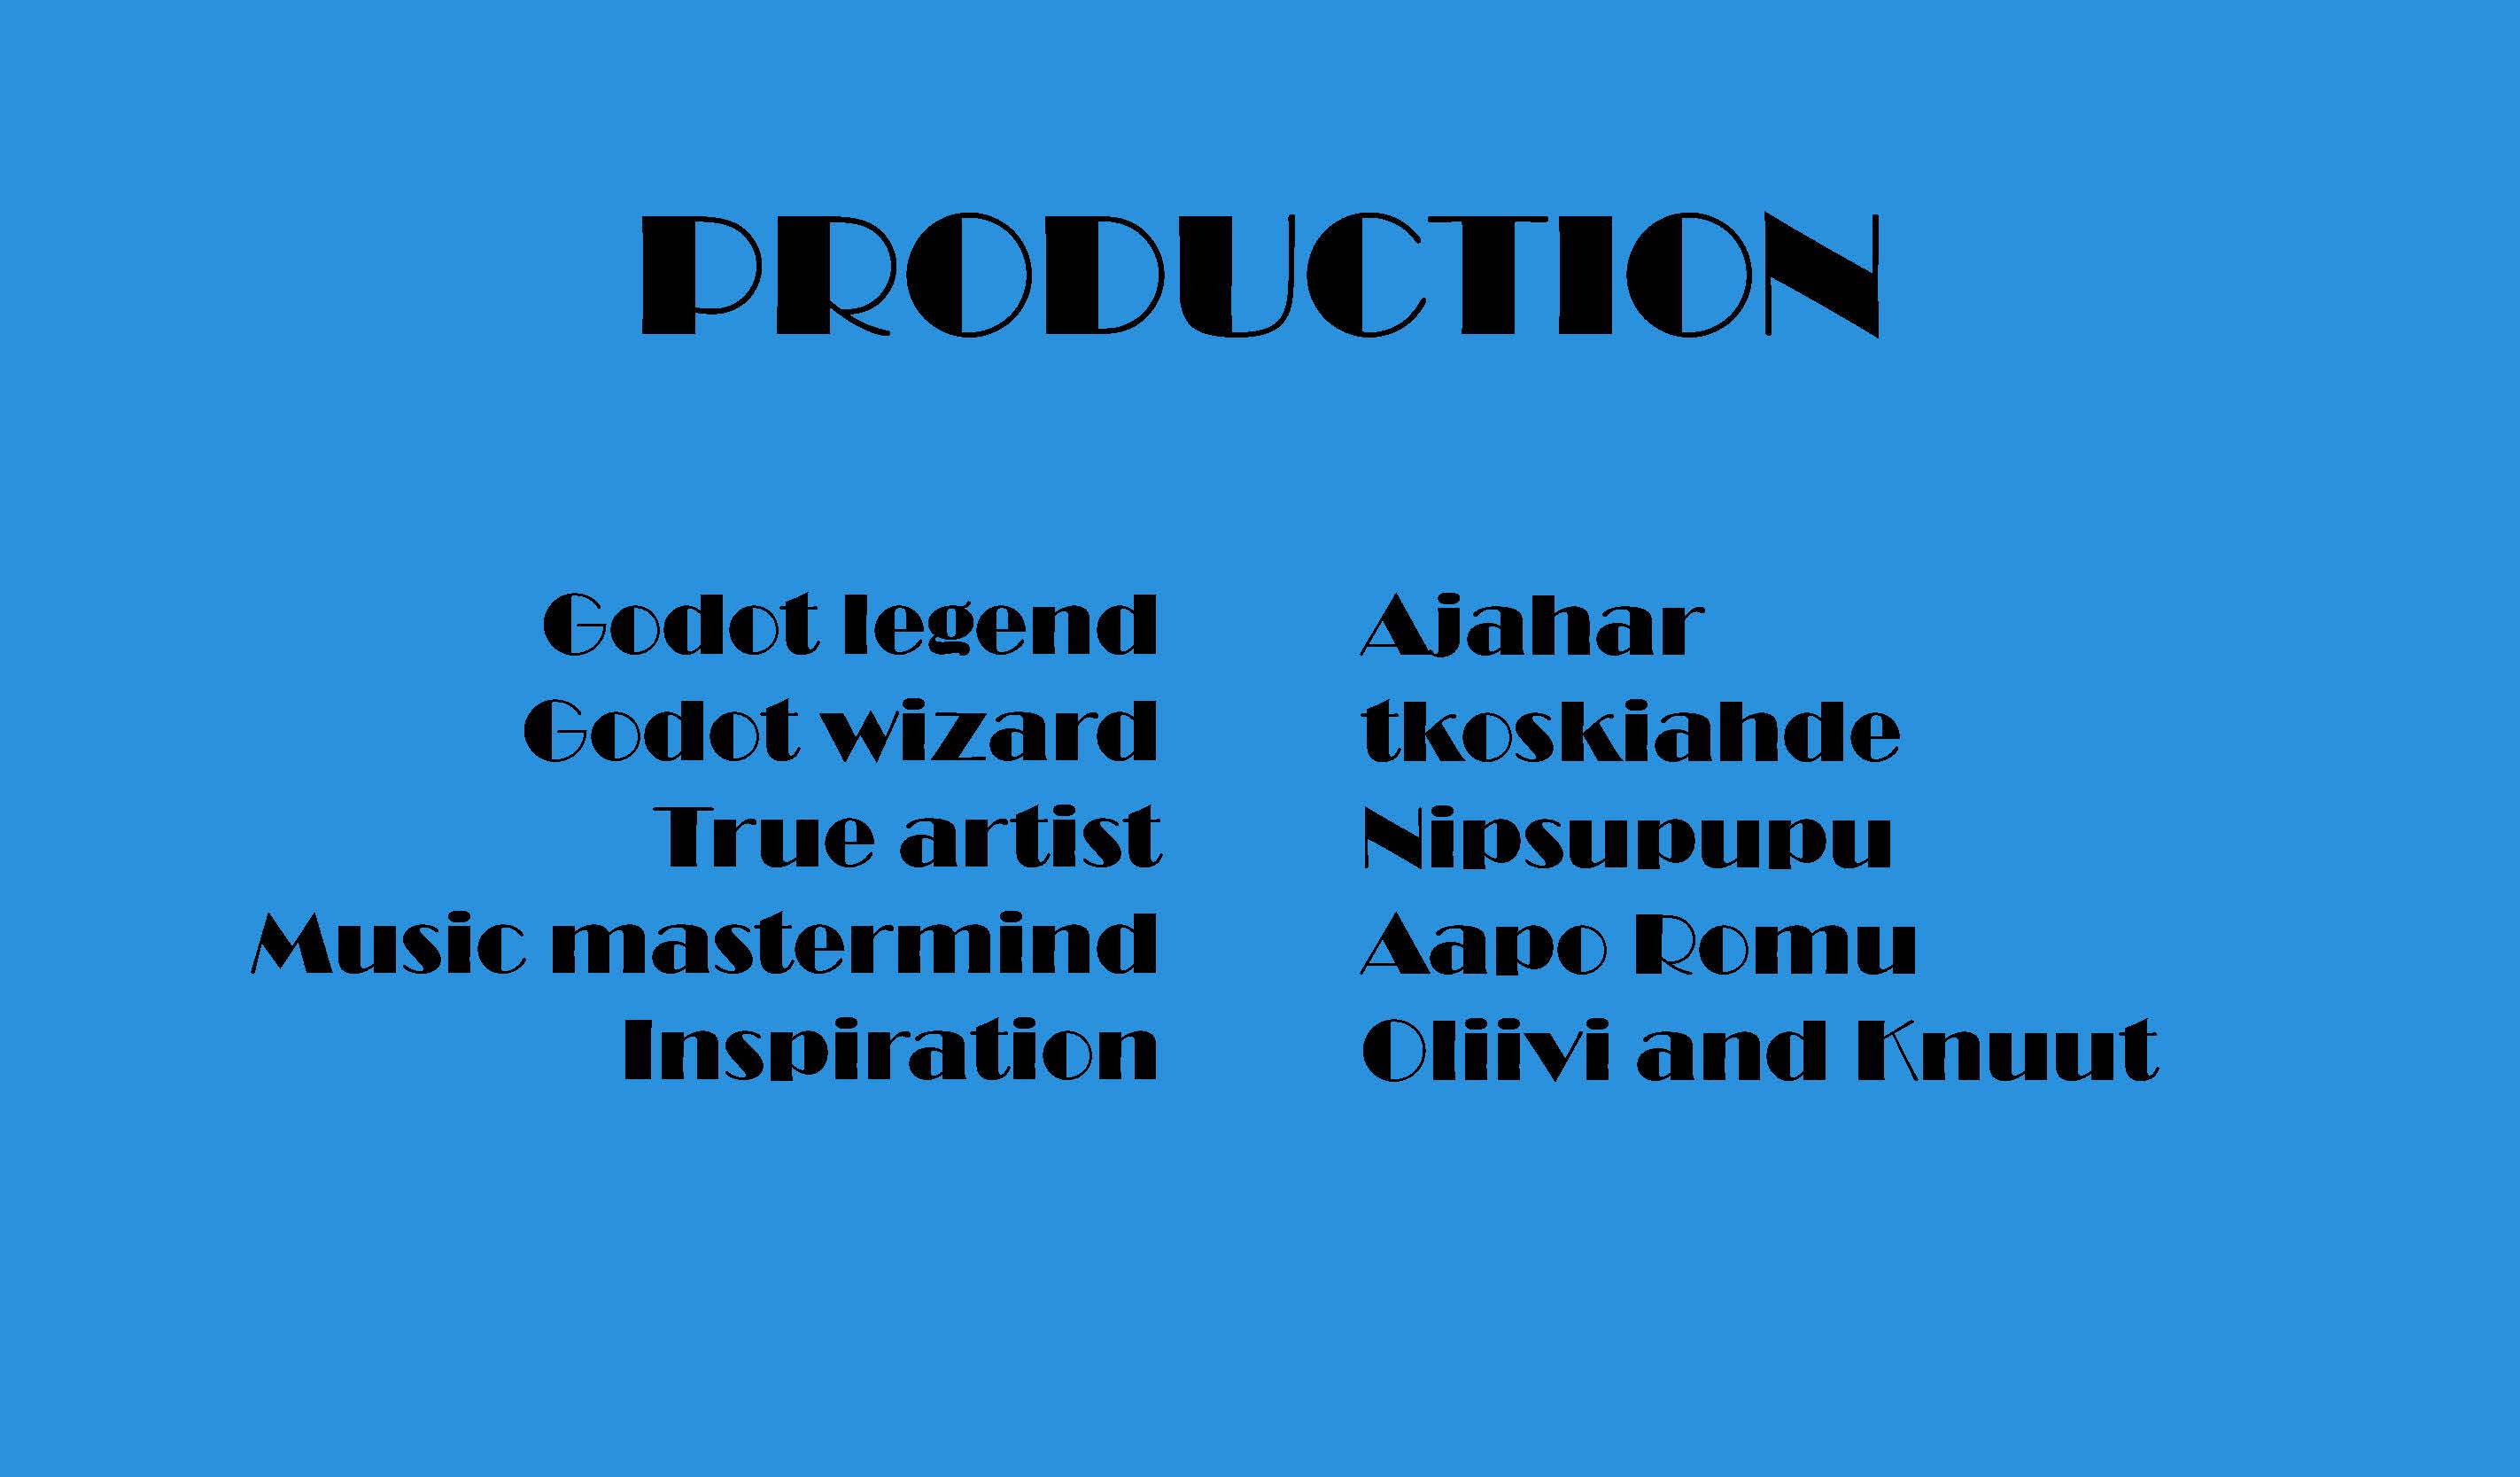 PRODUCTION
Godot legend Ajahar
Godot wizard tkoskiahde
True artist Nipsupupu
Music mastermind Aapo Romu
Inspiration Oliivi and Knuut